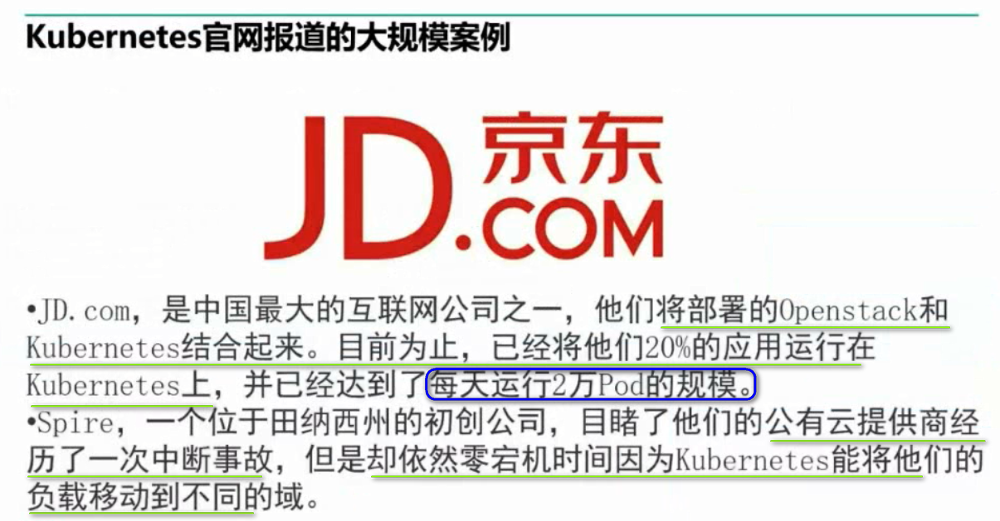 Kubernetes官网报道的大规模案例
JD京东
.COM
•JD.com，是中国最大的互联网公司之一，他们将部署的Openstack和
Kubernetes结合起来。目前为止，已经将他们20%的应用运行在
Kubernetes上，并已经达到了每天运行2万Pod的规模。
•Spire，一个位于田纳西州的初创公司，目睹了他们的公有云提供商经
历了一次中断事故，但是却依然零宕机时间因为Kubernetes能将他们的
负载移动到不同的域。